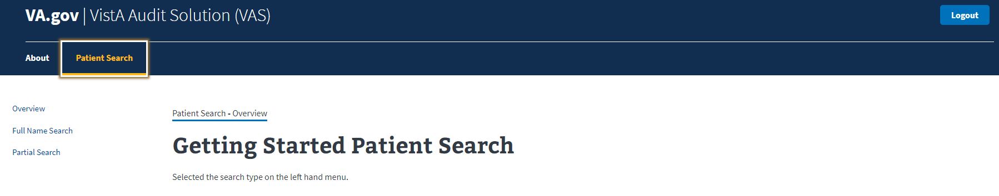 VA.gov | VistA Audit Solution (VAS)
Logout
About
Patient Search
Overview
Full Name Search
Partial Search
Patient Search - Overview
Getting Started Patient Search
Selected the search type on the left hand menu.